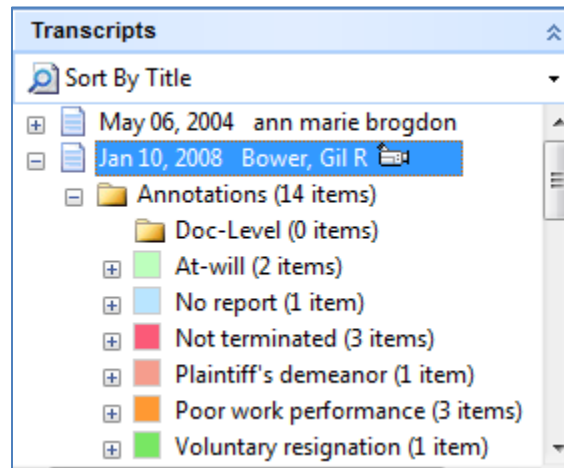 Transcripts
Sort By Title
May 06, 2004 ann marie brogdon
Jan 10, 2008 Bower, Gil R
Annotations (14 items)
Doc-Level (0 items)
At-will (2 items)
No report (1 item)
Not terminated (3 items)
Plaintiff's demeanor (1 item)
Poor work performance (3 items)
Voluntary resignation (1 item)